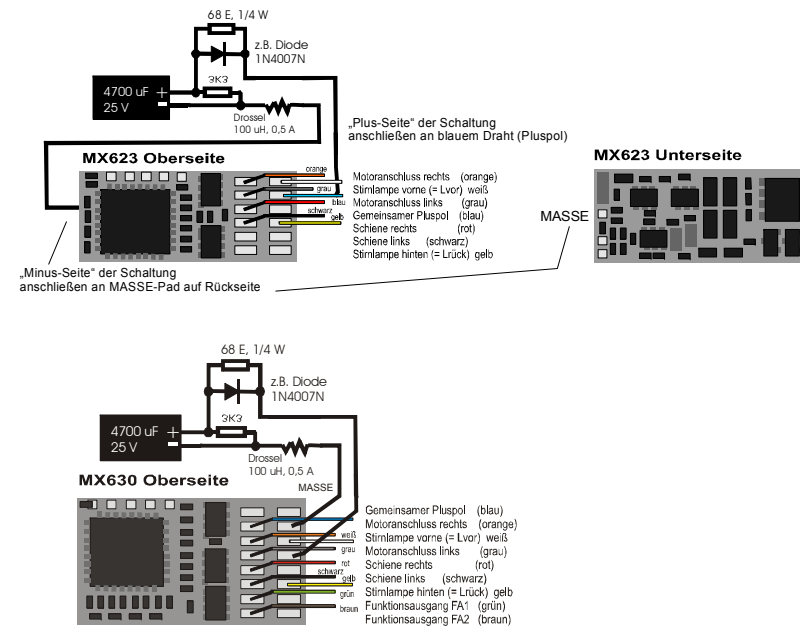 68 E, 1/4 W
z.B. Diode
1N4007N
3K3
4700 uF +
25 V
Drossel
100 uH, 0,5 A
„Plus-Seite“ der Schaltung
anschließen an blauem Draht (Pluspol)
MX623 Oberseite
MX623 Unterseite
orange
grau
blau
schwarz
gelb
Motoranschluss rechts (orange)
Stirnlampe vorne (= Lvor) weiß
Motoranschluss links (grau)
Gemeinsamer Pluspol (blau)
Schiene rechts (rot)
Schiene links (schwarz)
Stirnlampe hinten (= Lrück) gelb
MASSE
„Minus-Seite“ der Schaltung
anschließen an MASSE-Pad auf Rückseite
68 E, 1/4 W
z.B. Diode
1N4007N
3K3
4700 uF +
25 V
Drossel
100 uH, 0,5 A
MASSE
MX630 Oberseite
weiß
grau
rot
schwarz
gelb
grün
braun
Gemeinsamer Pluspol (blau)
Motoranschluss rechts (orange)
Stirnlampe vorne (= Lvor) weiß
Motoranschluss links (grau)
Schiene rechts (rot)
Schiene links (schwarz)
Stirnlampe hinten (= Lrück) gelb
Funktionsausgang FA1 (grün)
Funktionsausgang FA2 (braun)